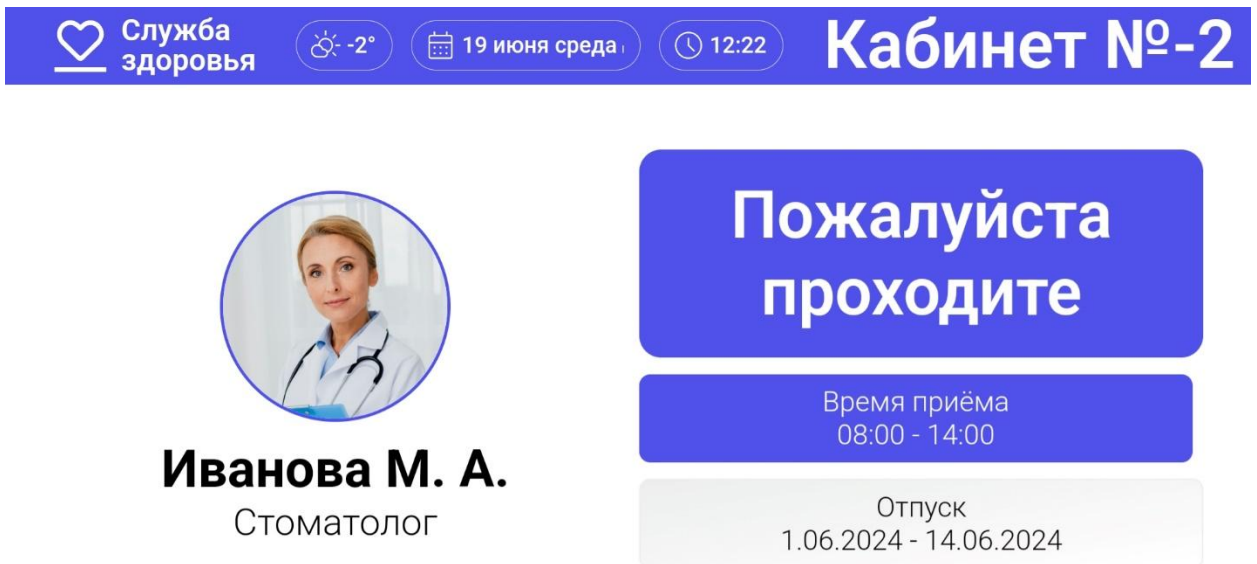 Служба
здоровья
-2°
19 июня среда
12:22
Кабинет №-2
Пожалуйста
проходите
Время приёма
08:00 - 14:00
Иванова М. А.
Стоматолог
Отпуск
1.06.2024 - 14.06.2024